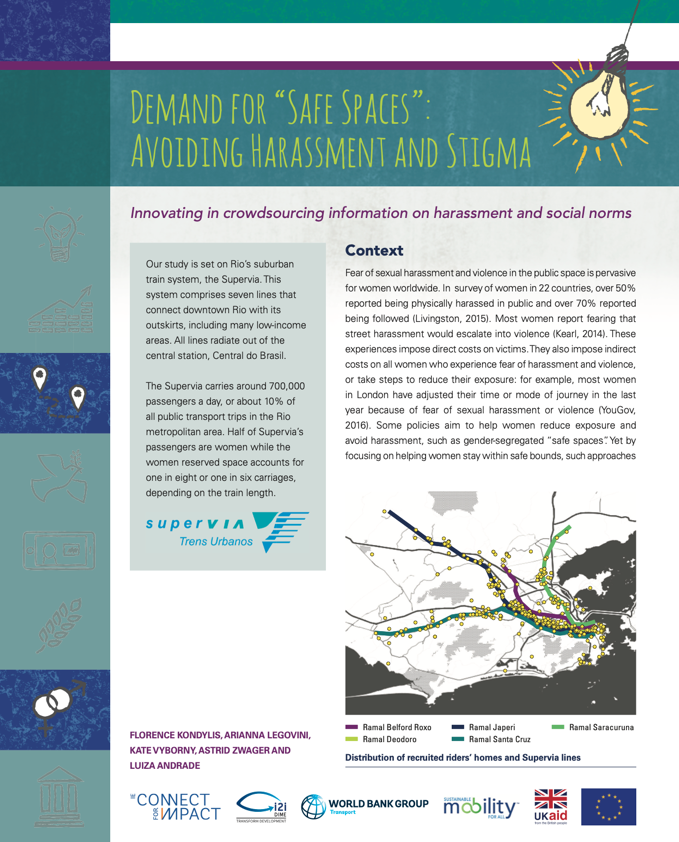 DEMAND FOR “SAFE SPACES”:
AVOIDING HARASSMENT AND STIGMA
Innovating in crowdsourcing information on harassment and social norms
Our study is set on Rio’s suburban
train system, the Supervia. This
system comprises seven lines that
connect downtown Rio with its
outskirts, including many low-income
areas. All lines radiate out of the
central station, Central do Brasil.
The Supervia carries around 700,000
passengers a day, or about 10% of
all public transport trips in the Rio
metropolitan area. Half of Supervia’s
passengers are women while the
women reserved space accounts for
one in eight or one in six carriages,
depending on the train length.
superVIA
Trens Urbanos
Context
Fear of sexual harassment and violence in the public space is pervasive
for women worldwide. In survey of women in 22 countries, over 50%
reported being physically harassed in public and over 70% reported
being followed (Livingston, 2015). Most women report fearing that
street harassment would escalate into violence (Kearl, 2014). These
experiences impose direct costs on victims. They also impose indirect
costs on all women who experience fear of harassment and violence,
or take steps to reduce their exposure: for example, most women
in London have adjusted their time or mode of journey in the last
year because of fear of sexual harassment or violence (YouGov,
2016). Some policies aim to help women reduce exposure and
avoid harassment, such as gender-segregated “safe spaces”. Yet by
focusing on helping women stay within safe bounds, such approaches
Ramal Belford Roxo
Ramal Japeri
Ramal Saracuruna
Ramal Deodoro
Ramal Santa Cruz
Distribution of recruited riders’ homes and Supervia lines
FLORENCE KONDYLIS, ARIANNA LEGOVINI,
KATE VYBORNY, ASTRID ZWAGER AND
LUIZA ANDRADE
WE CONNECT
FOR IMPACT
i2i
DIME
TRANSFORM DEVELOPMENT
WORLD BANK GROUP
Transport
SUSTAINABLE
mobility
FOR ALL
UKaid
from the British people